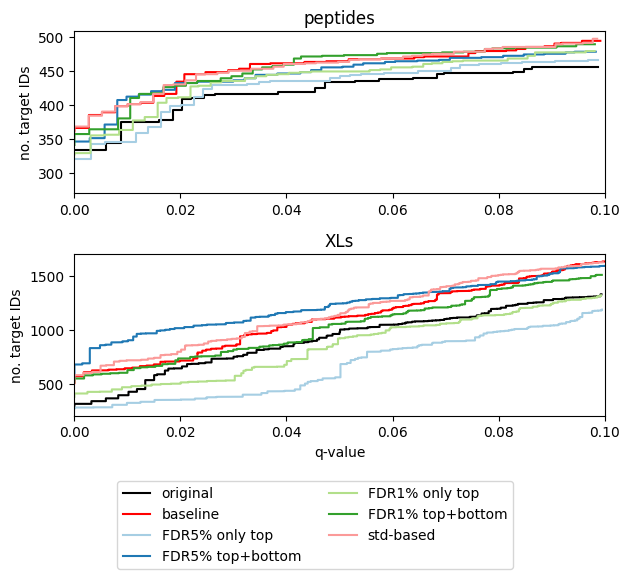 peptides
500
450
400
350
300
no. target IDs
0.00 0.02 0.04 0.06 0.08 0.10
XLs
1500
1000
500
no. target IDs
0.00 0.02 0.04 0.06 0.08 0.10
q-value
original
baseline
FDR5% only top
FDR5% top+bottom
FDR1% only top
FDR1% top+bottom
std-based